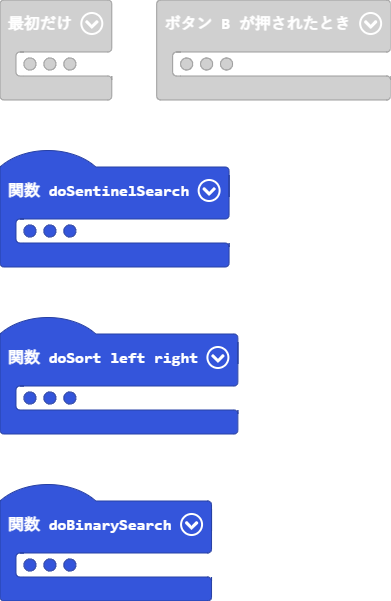 最初だけ
ボタン B が押されたとき
関数 doSentinelSearch
関数 doSort left right
関数 doBinarySearch